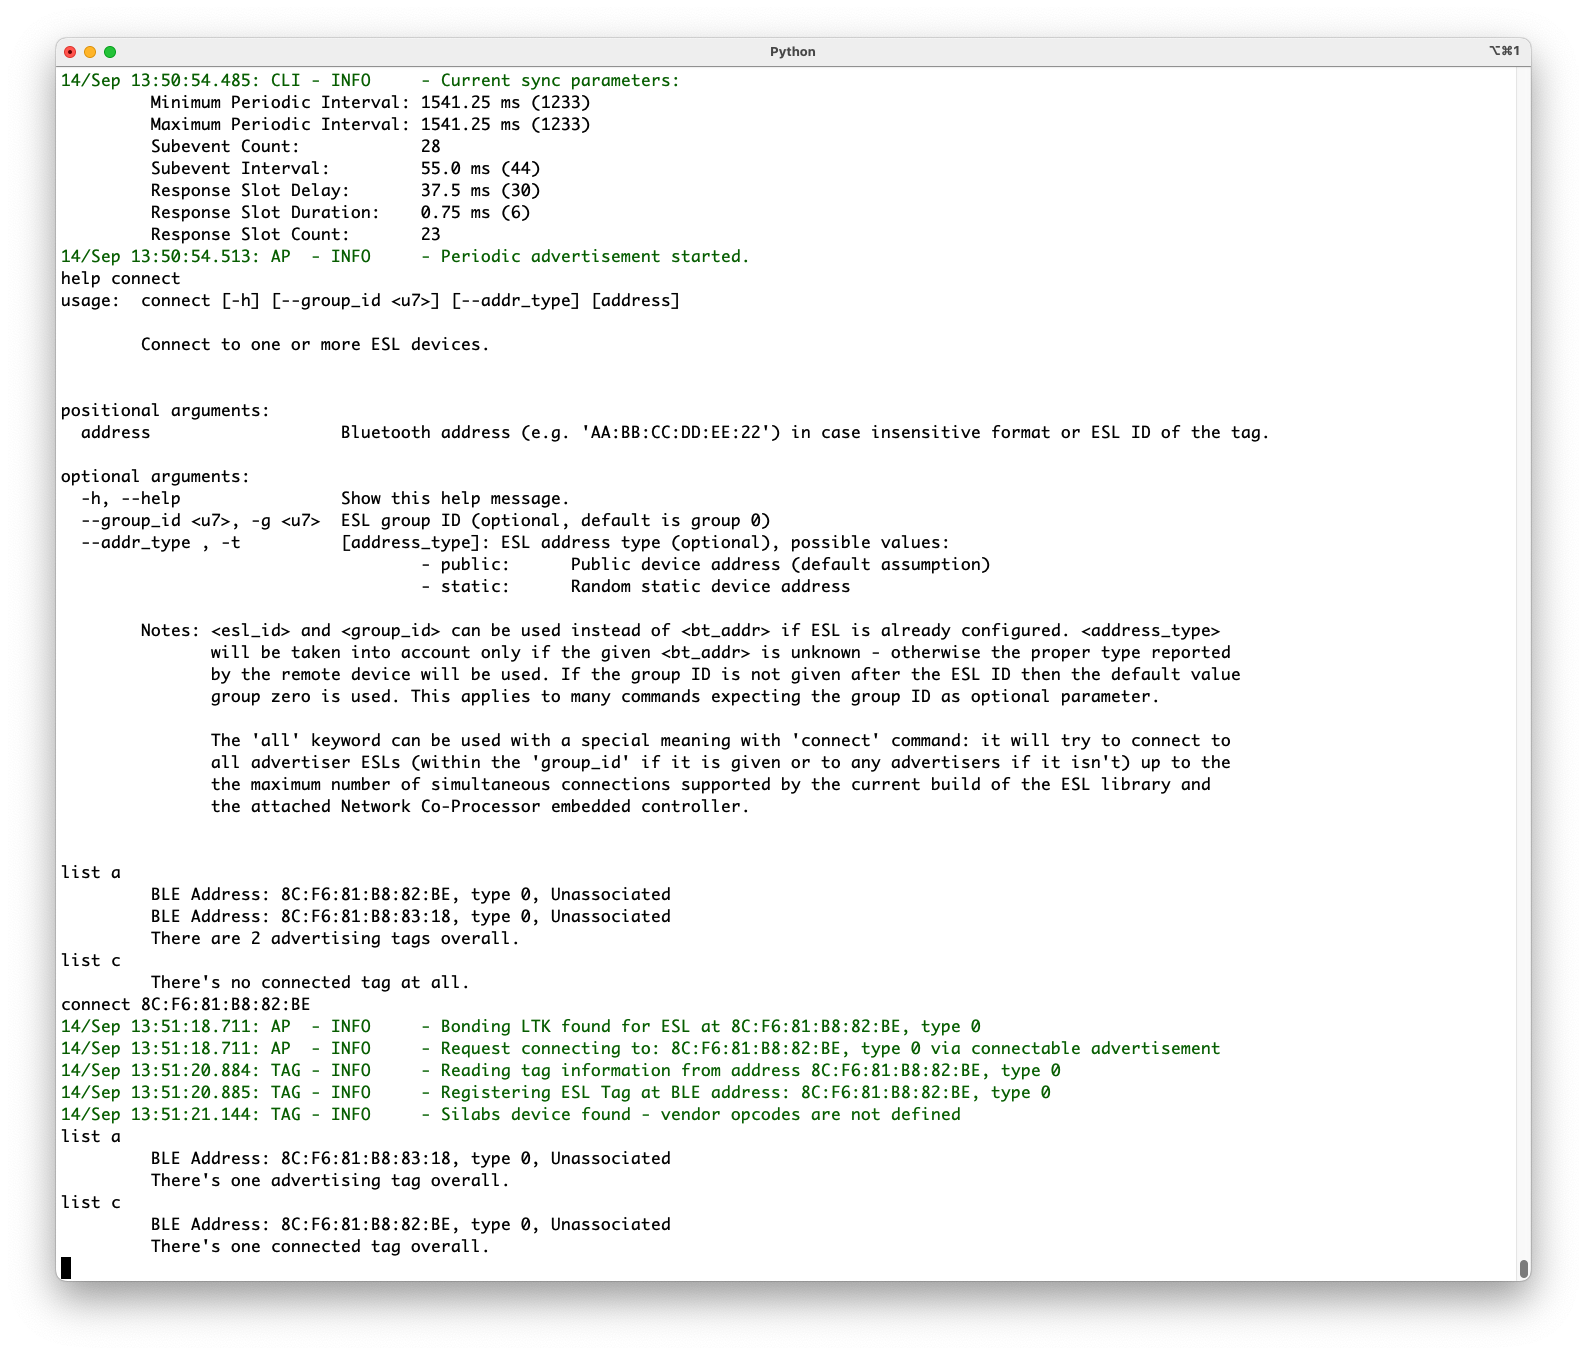 Python
⌥⌘1
14/Sep 13:50:54.485: CLI - INFO     - Current sync parameters:
         Minimum Periodic Interval: 1541.25 ms (1233)
         Maximum Periodic Interval: 1541.25 ms (1233)
         Subevent Count:            28
         Subevent Interval:         55.0 ms (44)
         Response Slot Delay:       37.5 ms (30)
         Response Slot Duration:    0.75 ms (6)
         Response Slot Count:       23
14/Sep 13:50:54.513: AP  - INFO     - Periodic advertisement started.
help connect
usage:  connect [-h] [--group_id <u7>] [--addr_type] [address]
        Connect to one or more ESL devices.
positional arguments:
  address                   Bluetooth address (e.g. 'AA:BB:CC:DD:EE:22') in case insensitive format or ESL ID of the tag.
optional arguments:
  -h, --help                Show this help message.
  --group_id <u7>, -g <u7>  ESL group ID (optional, default is group 0)
  --addr_type , -t          [address_type]: ESL address type (optional), possible values:
                                    - public:      Public device address (default assumption)
                                    - static:      Random static device address
        Notes: <esl_id> and <group_id> can be used instead of <bt_addr> if ESL is already configured. <address_type>
               will be taken into account only if the given <bt_addr> is unknown - otherwise the proper type reported
               by the remote device will be used. If the group ID is not given after the ESL ID then the default value
               group zero is used. This applies to many commands expecting the group ID as optional parameter.
               The 'all' keyword can be used with a special meaning with 'connect' command: it will try to connect to
               all advertiser ESLs (within the 'group_id' if it is given or to any advertisers if it isn't) up to the
               the maximum number of simultaneous connections supported by the current build of the ESL library and
               the attached Network Co-Processor embedded controller.
list a
         BLE Address: 8C:F6:81:B8:82:BE, type 0, Unassociated
         BLE Address: 8C:F6:81:B8:83:18, type 0, Unassociated
         There are 2 advertising tags overall.
list c
         There's no connected tag at all.
connect 8C:F6:81:B8:82:BE
14/Sep 13:51:18.711: AP  - INFO     - Bonding LTK found for ESL at 8C:F6:81:B8:82:BE, type 0
14/Sep 13:51:18.711: AP  - INFO     - Request connecting to: 8C:F6:81:B8:82:BE, type 0 via connectable advertisement
14/Sep 13:51:20.884: TAG - INFO     - Reading tag information from address 8C:F6:81:B8:82:BE, type 0
14/Sep 13:51:20.885: TAG - INFO     - Registering ESL Tag at BLE address: 8C:F6:81:B8:82:BE, type 0
14/Sep 13:51:21.144: TAG - INFO     - Silabs device found - vendor opcodes are not defined
list a
         BLE Address: 8C:F6:81:B8:83:18, type 0, Unassociated
         There's one advertising tag overall.
list c
         BLE Address: 8C:F6:81:B8:82:BE, type 0, Unassociated
         There's one connected tag overall.